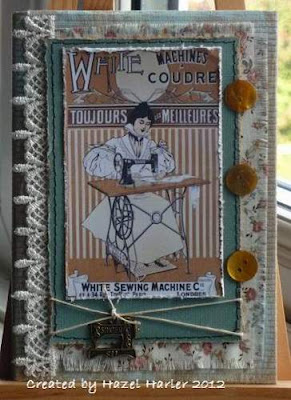 WHITE MACHINES
A
COUDRE
TOUJOURS LES MEILLEURES
WHITE SEWING MACHINE Co
LONDRES
Created by Hazel Harler 2012